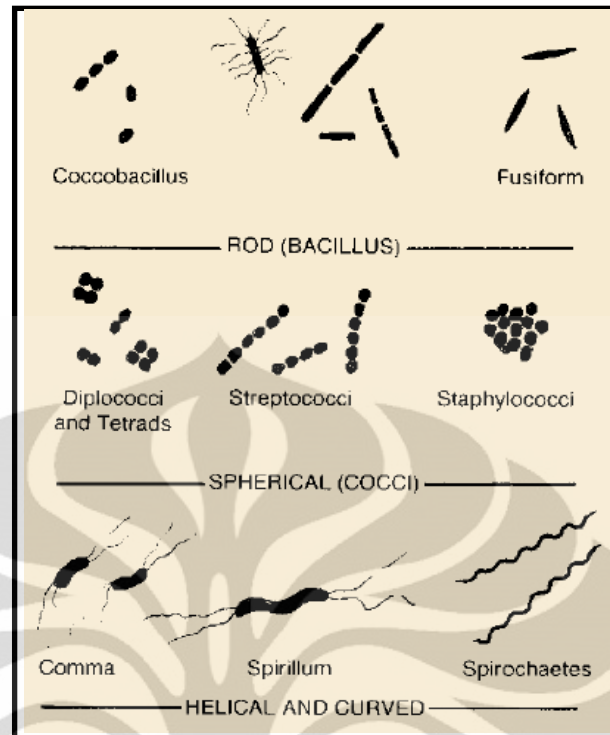 Coccobacillus
Fusiform
ROD (BACILLUS)
Diplococci
and Tetrads
Streptococci
Staphylococci
SPHERICAL (COCCI)
Comma
Spirillum
Spirochaetes
HELICAL AND CURVED